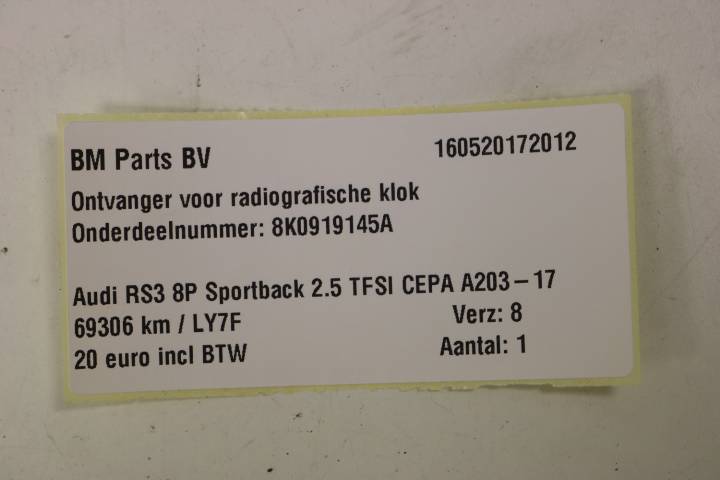 BM Parts BV 160520172012
Ontvanger voor radiografische klok
Onderdeelnummer: 8K0919145A
Audi RS3 8P Sportback 2.5 TFSI CEPA A203-17
69306 km / LY7F Verz: 8
20 euro incl BTW Aantal: 1